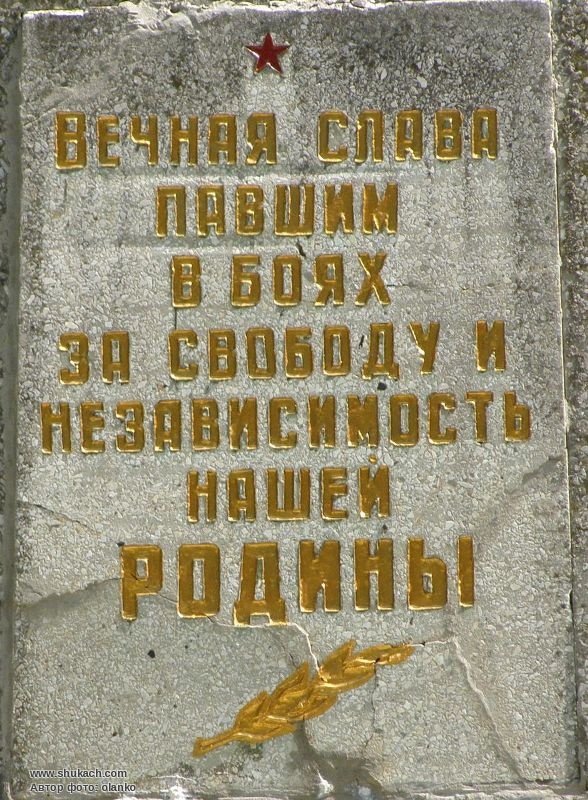 Вечная слава
павшим
в боях
за свободу и
независимость
нашей
Родины
www.shukach.com
Автор фото: olanko